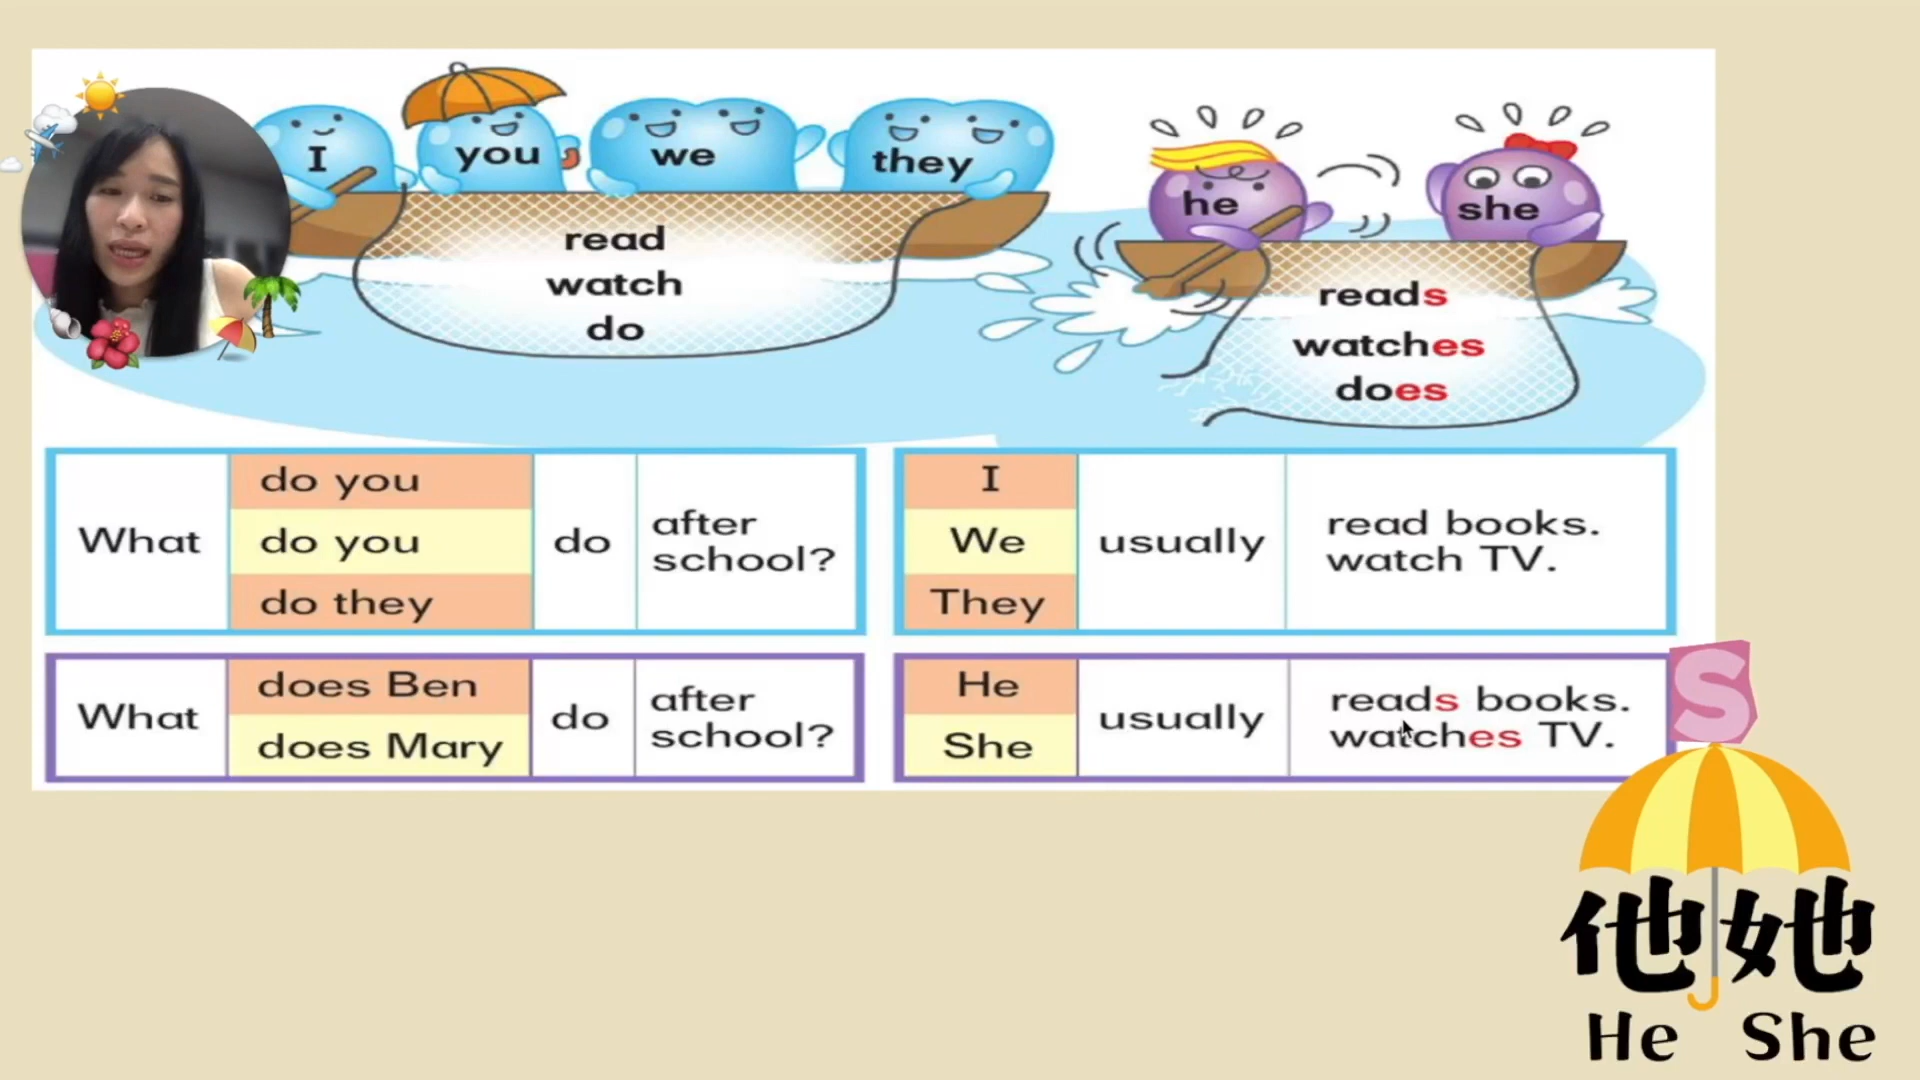 I
you
we
they
he
she
read
watch
do
reads
watches
does
What
do you
do you
do they
do
after
school?
I
We
They
usually
read books.
watch TV.
What
does Ben
does Mary
do
after
school?
He
She
usually
reads books.
watches TV.
S
他她
He She